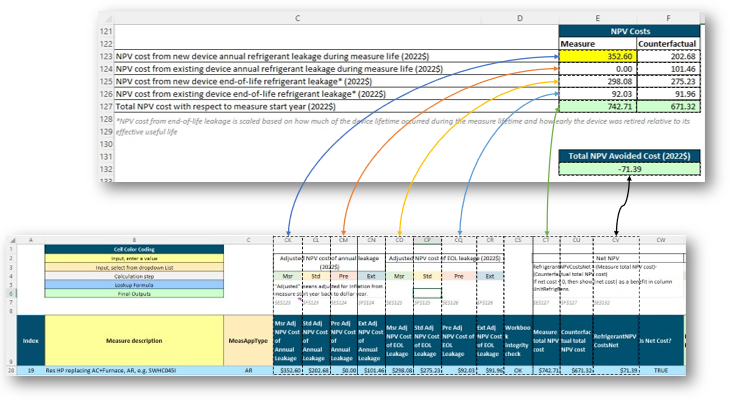 C D E F
121 NPV Costs
122 Measure Counterfactual
123 NPV cost from new device annual refrigerant leakage during measure life (2022$) 352.60 202.68
124 NPV cost from existing device annual refrigerant leakage during measure life (2022$) 0.00 101.46
125 NPV cost from new device end-of-life refrigerant leakage* (2022$) 298.08 275.23
126 NPV cost from existing device end-of-life refrigerant leakage* (2022$) 92.03 91.96
127 Total NPV cost with respect to measure start year (2022$) 742.71 671.32
128 *NPV cost from end-of-life leakage is scaled based on how much of the device lifetime occurred during the measure lifetime and how early the device was retired relative to its
129 effective useful life
130
131 Total NPV Avoided Cost (2022$)
132 -71.39
A B C CK CL CM CN CO CP CQ CR CS CT CU CV CW
1 Cell Color Coding
2 Input, enter a value
3 Input, select from dropdown List
4 Calculation step
5 Lookup Formula
6 Final Outputs
Adjusted NPV cost of annual leakage
(2022$)
Adjusted NPV cost of EOL leakage (2022$)
Net NPV
Msr Std Pre Ext Msr Std Pre Ext
"Adjusted" means adjusted for inflation from
measure start year back to dollar year.
RefrigerantNPVCostsNet = (Measure total NPV cost)-
(Counterfactual total NPV cost)
If net cost < 0, then show |net cost| as a benefit in column
UnitRefrigBens.
8
9 Index Measure description MeasAppType
Msr Adj NPV Cost of Annual Leakage
Std Adj NPV Cost of Annual Leakage
Pre Adj NPV Cost of Annual Leakage
Ext Adj NPV Cost of Annual Leakage
Msr Adj NPV Cost of EOL Leakage
Std Adj NPV Cost of EOL Leakage
Pre Adj NPV Cost of EOL Leakage
Ext Adj NPV Cost of EOL Leakage
Workbook integrity check
Measure total NPV cost
Counterfactual total NPV cost
RefrigerantNPVCostsNet
Is Net Cost?
28 19 Res HP replacing AC+Furnace, AR, e.g. SWHC045I AR $352.60 $202.68 $0.00 $101.46 $298.08 $275.23 $92.03 $91.96 OK $742.71 $671.32 $71.39 TRUE